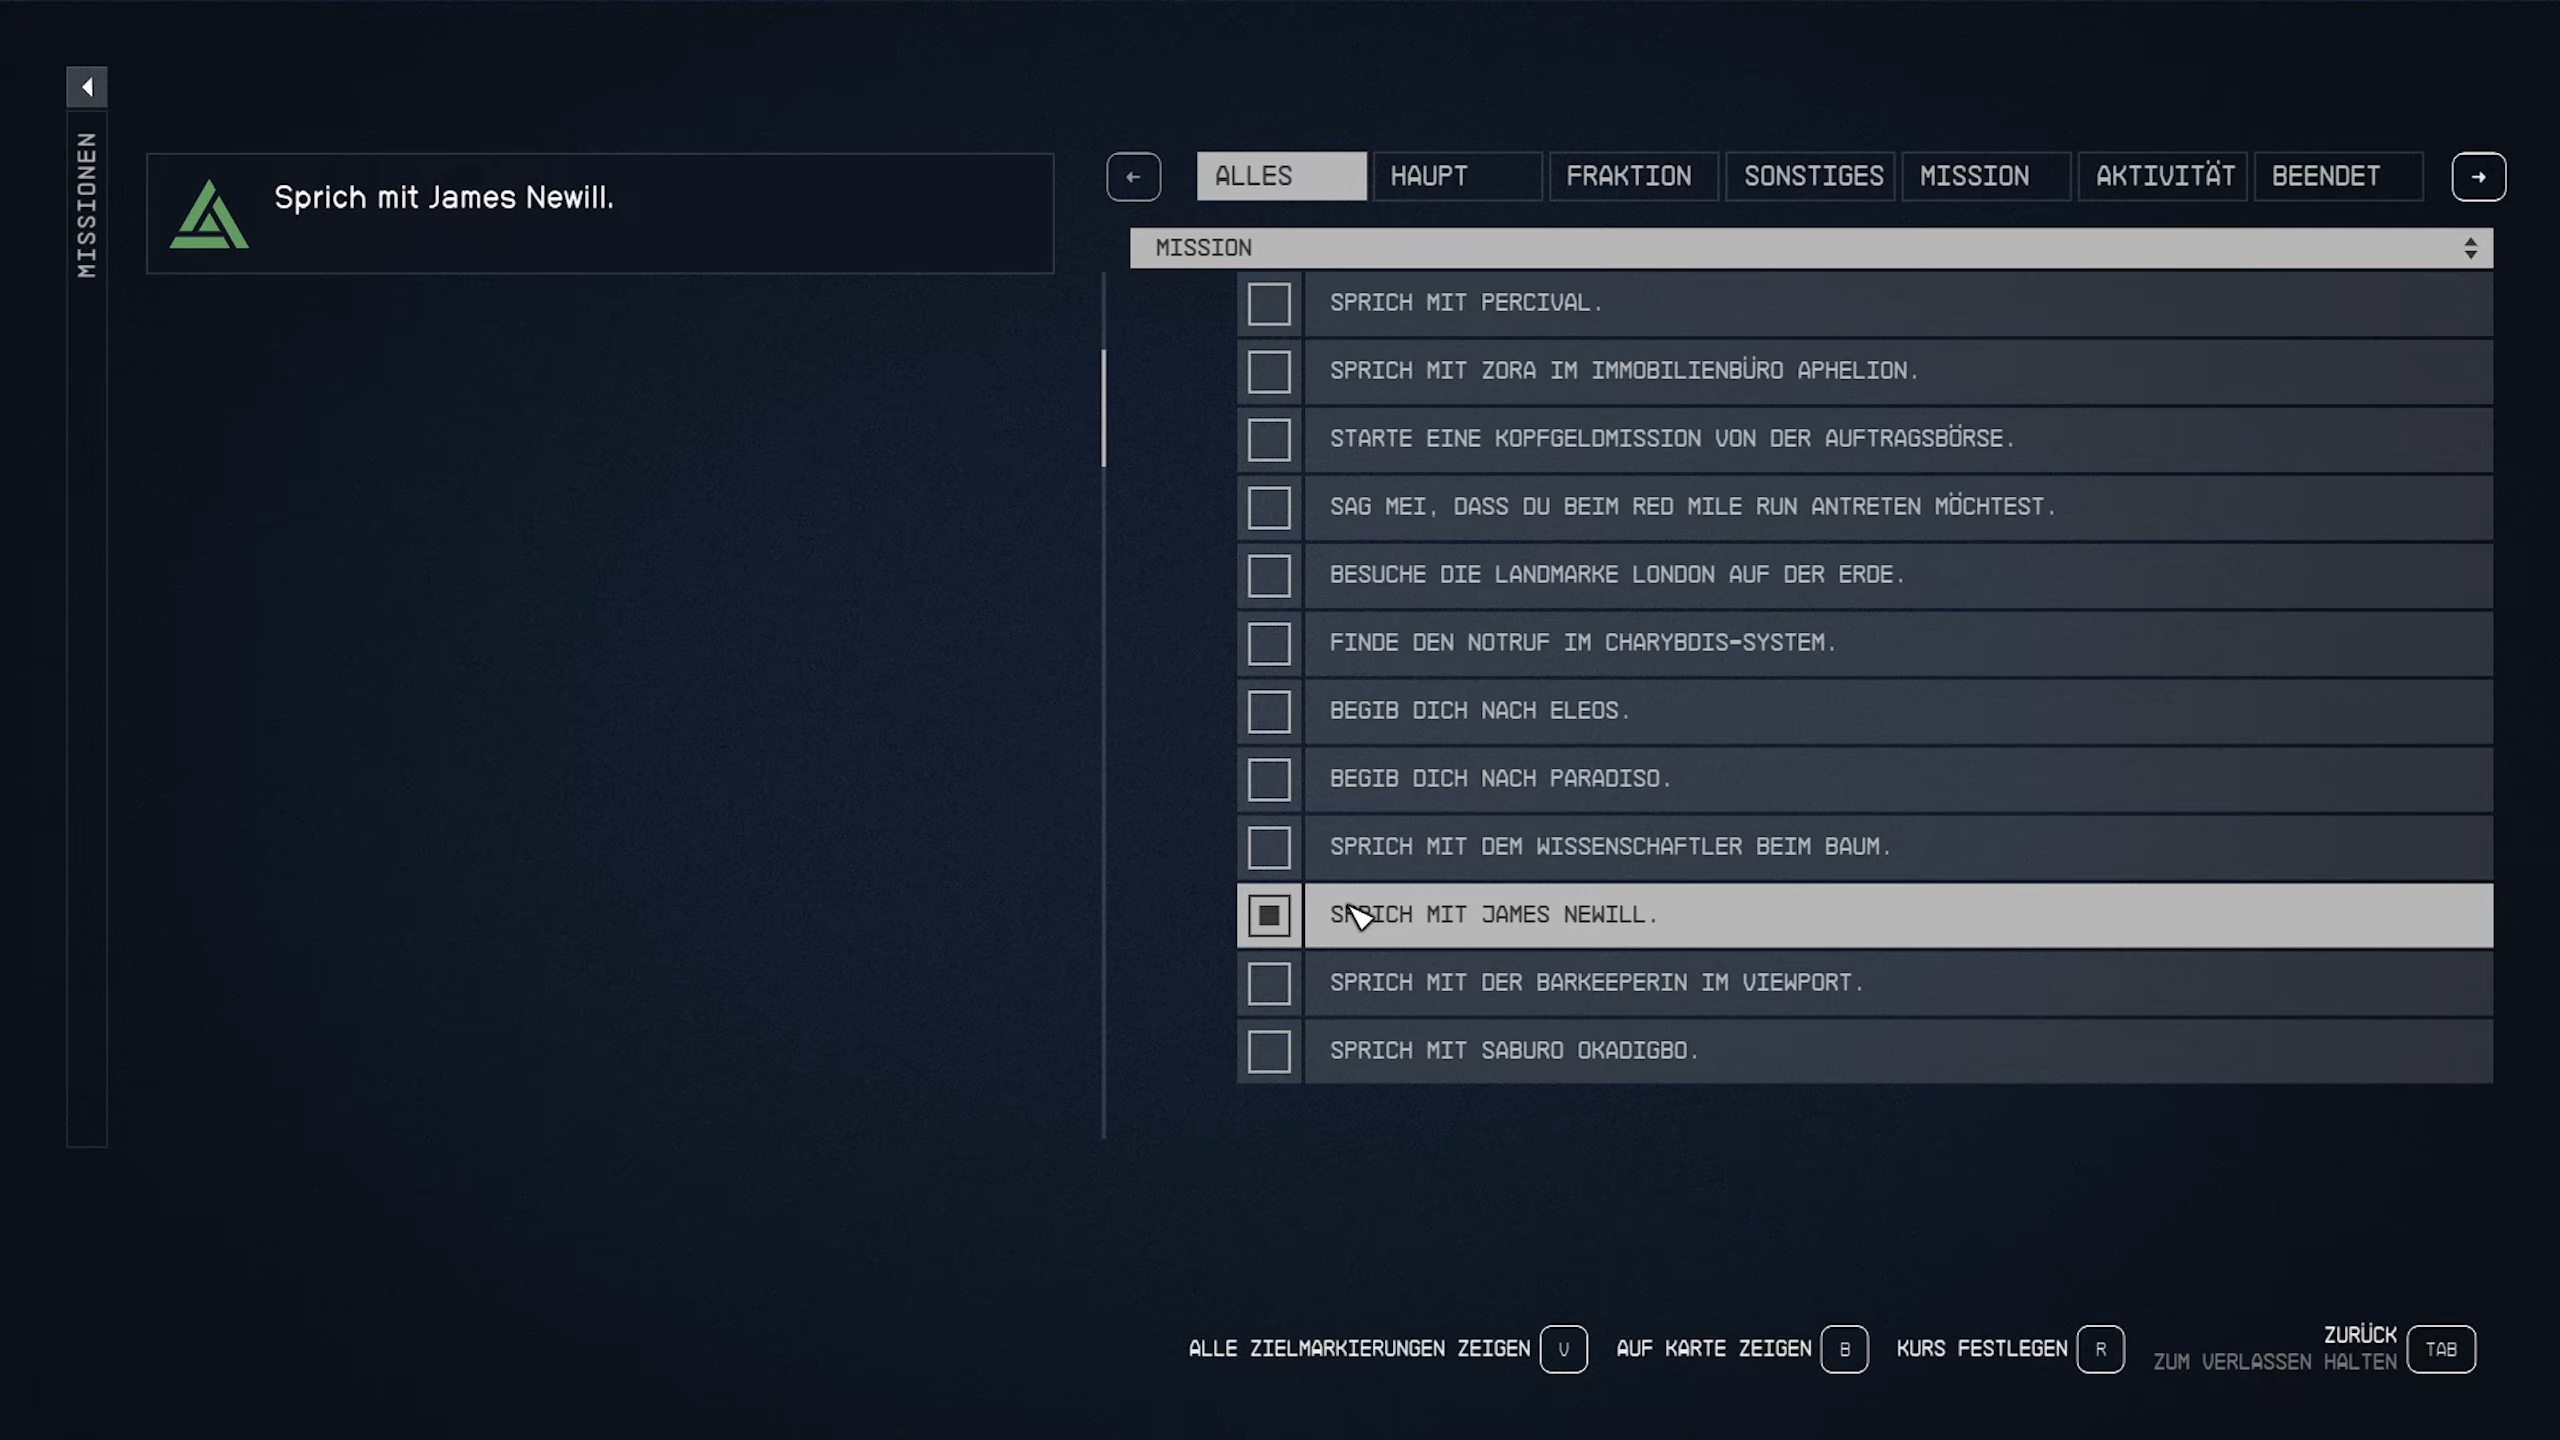 MISSIONEN
Sprich mit James Newill.
ALLES HAUPT FRAKTION SONSTIGES MISSION AKTIVITÄT BEENDET
MISSION
SPRICH MIT PERCIVAL.
SPRICH MIT ZORA IM IMMOBILIENBÜRO APHELION.
STARTE EINE KOPFGELDMISSION VON DER AUFTRAGSBÖRSE.
SAG MEI, DASS DU BEIM RED MILE RUN ANTRETEN MÖCHTEST.
BESUCHE DIE LANDMARKE LONDON AUF DER ERDE.
FINDE DEN NOTRUF IM CHARYBDIS-SYSTEM.
BEGIB DICH NACH ELEOS.
BEGIB DICH NACH PARADISO.
SPRICH MIT DEM WISSENSCHAFTLER BEIM BAUM.
SPRICH MIT JAMES NEWILL.
SPRICH MIT DER BARKEEPERIN IM VIEWPORT.
SPRICH MIT SABURO OKADIGBO.
ALLE ZIELMARKIERUNGEN ZEIGEN V AUF KARTE ZEIGEN B KURS FESTLEGEN R ZURÜCK TAB
ZUM VERLASSEN HALTEN